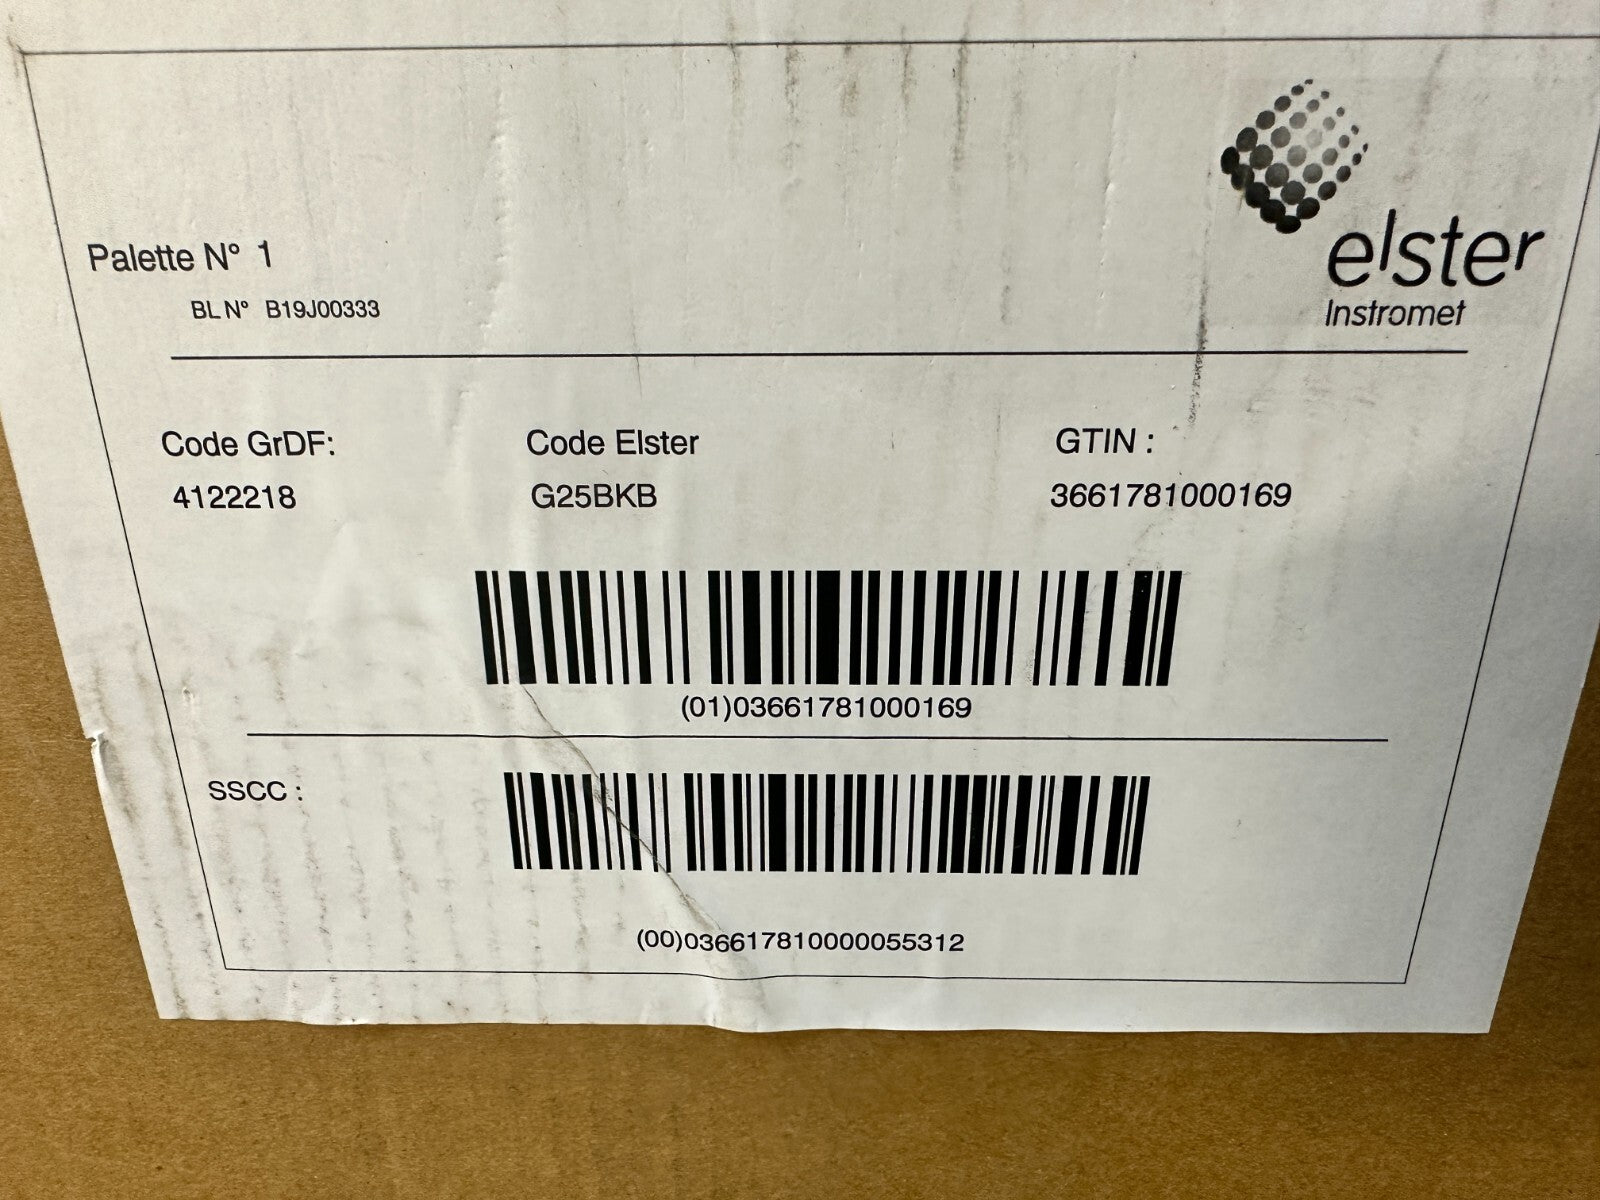 elster
Instromet
Palette N° 1
BL N° B19J00333
Code GrDF: Code Elster GTIN :
4122218 G25BKB 3661781000169
(01)03661781000169
SSCC :
(00)036617810000055312